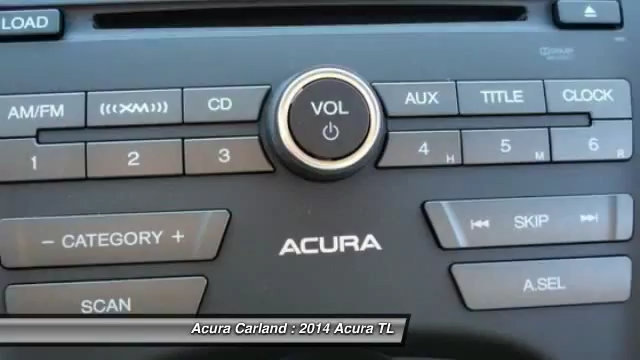 LOAD
AM/FM
XM
CD
VOL
AUX
TITLE
CLOCK
1
2
3
4 H
5 M
6 R
- CATEGORY +
ACURA
SKIP
SCAN
A.SEL
Acura Carland : 2014 Acura TL